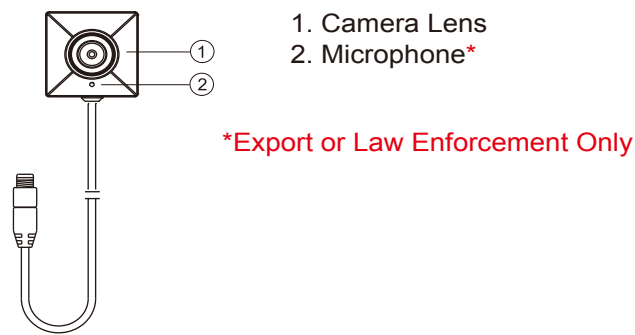 1. Camera Lens
2. Microphone*
1
2
*Export or Law Enforcement Only